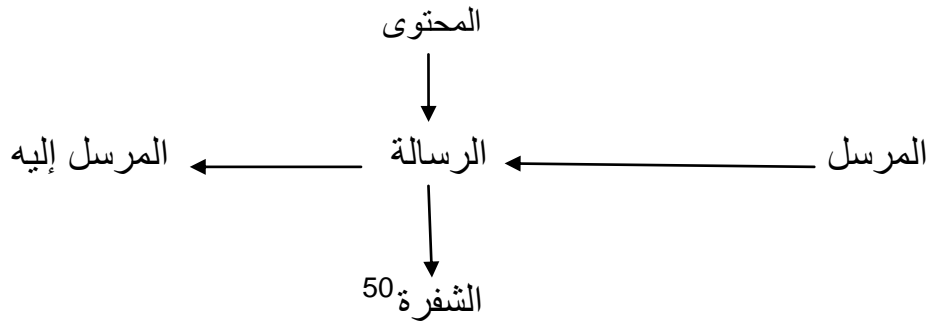 المحتوى
المرسل الرسالة المرسل إليه
الشفرة50